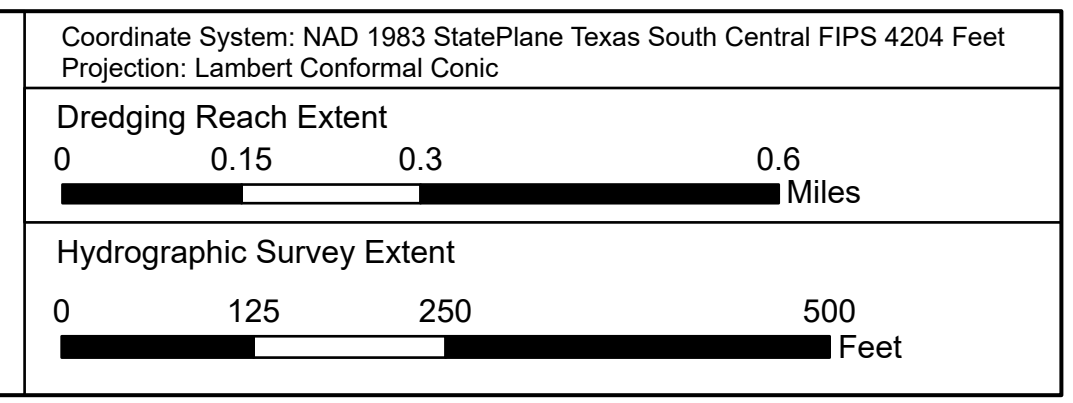 Coordinate System: NAD 1983 StatePlane Texas South Central FIPS 4204 Feet
Projection: Lambert Conformal Conic
Dredging Reach Extent
0 0.15 0.3 0.6
Miles
Hydrographic Survey Extent
0 125 250 500
Feet